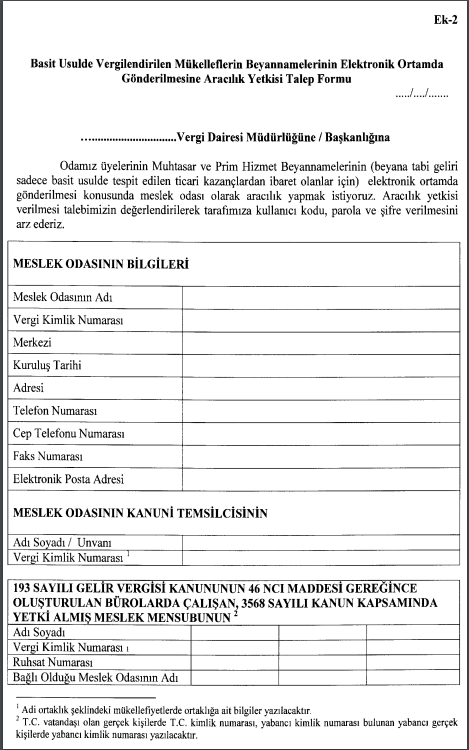 Ek-2
Basit Usulde Vergilendirilen Mükelleflerin Beyannamelerinin Elektronik Ortamda
Gönderilmesine Aracılık Yetkisi Talep Formu
...../..../.......
….............................Vergi Dairesi Müdürlüğüne / Başkanlığına
Odamız üyelerinin Muhtasar ve Prim Hizmet Beyannamelerinin (beyana tabi geliri
sadece basit usulde tespit edilen ticari kazançlardan ibaret olanlar için) elektronik ortamda
gönderilmesi konusunda meslek odası olarak aracılık yapmak istiyoruz. Aracılık yetkisi
verilmesi talebimizin değerlendirilerek tarafımıza kullanıcı kodu, parola ve şifre verilmesini
arz ederiz.
MESLEK ODASININ BİLGİLERİ
Meslek Odasının Adı
Vergi Kimlik Numarası
Merkezi
Kuruluş Tarihi
Adresi
Telefon Numarası
Cep Telefonu Numarası
Faks Numarası
Elektronik Posta Adresi
MESLEK ODASININ KANUNİ TEMSİLCİSİNİN
Adı Soyadı / Unvanı
Vergi Kimlik Numarası ¹
193 SAYILI GELİR VERGİSİ KANUNUNUN 46 NCI MADDESİ GEREĞİNCE
OLUŞTURULAN BÜROLARDA ÇALIŞAN, 3568 SAYILI KANUN KAPSAMINDA
YETKİ ALMIŞ MESLEK MENSUBUNUN ²
Adı Soyadı
Vergi Kimlik Numarası ₁
Ruhsat Numarası
Bağlı Olduğu Meslek Odasının Adı
¹ Adi ortaklık şeklindeki mükellefiyetlerde ortaklığa ait bilgiler yazılacaktır.
² T.C. vatandaşı olan gerçek kişilerde T.C. kimlik numarası, yabancı kimlik numarası bulunan yabancı gerçek
kişilerde yabancı kimlik numarası yazılacaktır.